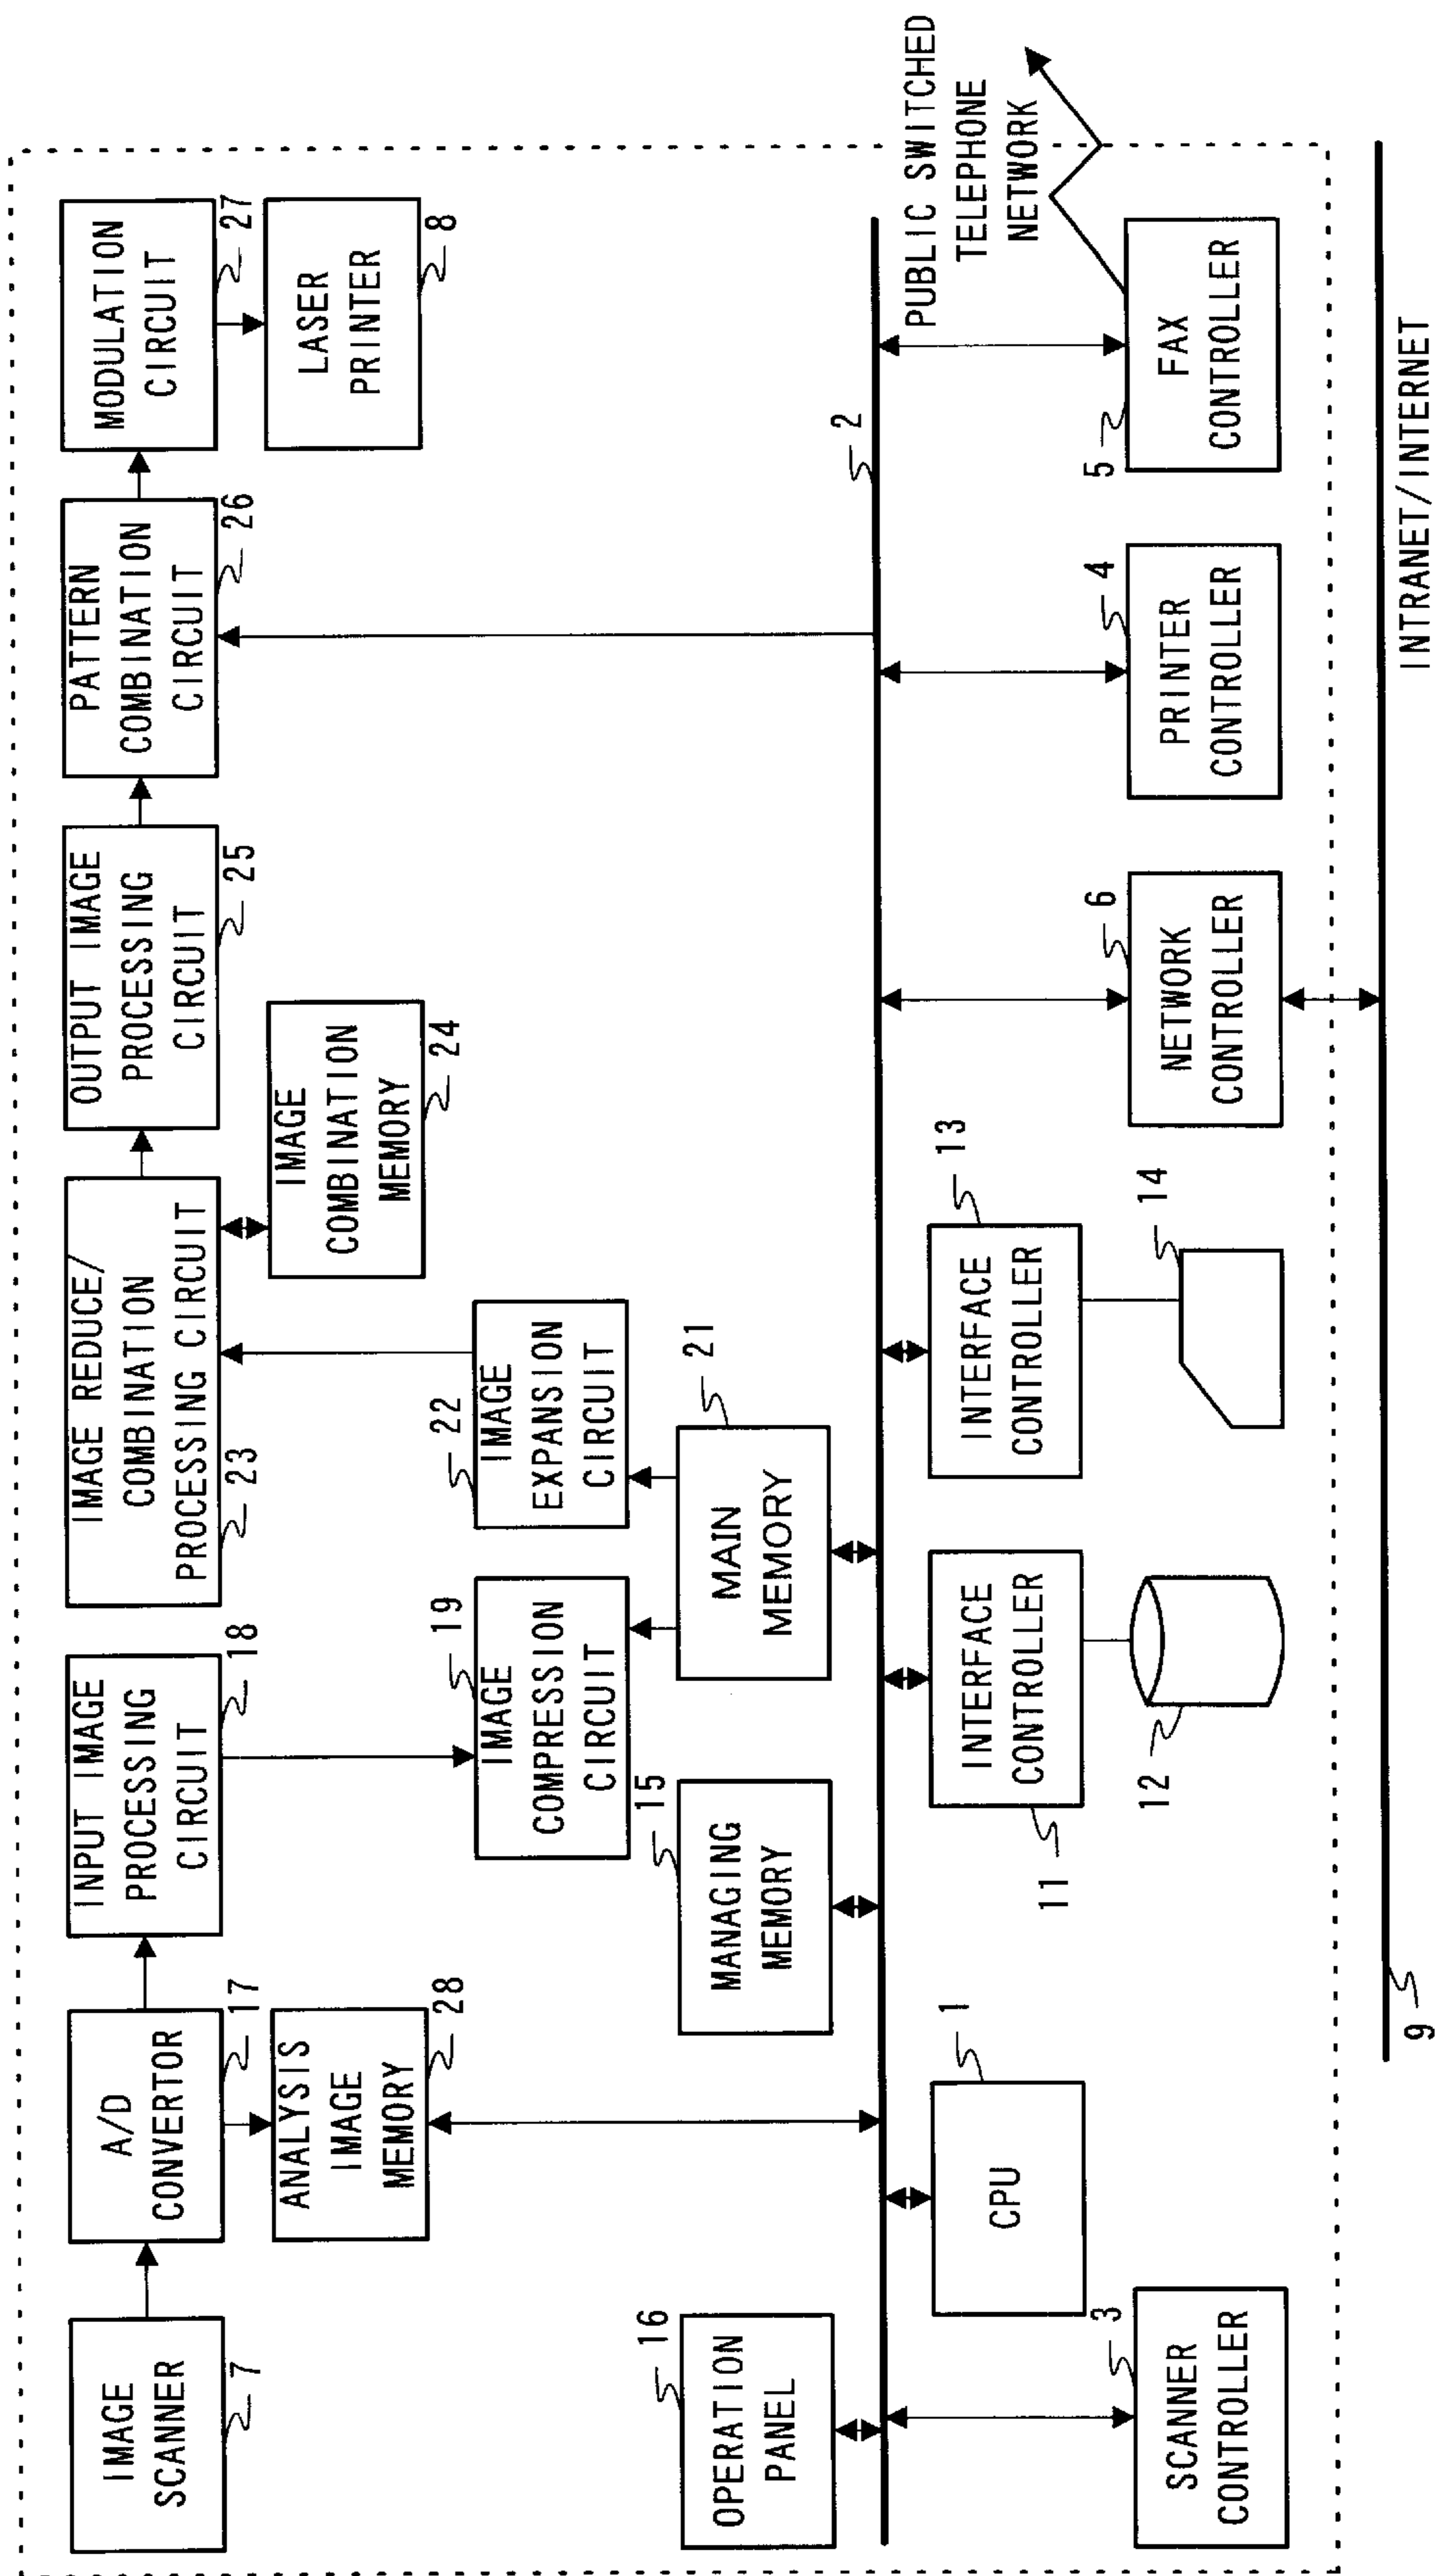 IMAGE
SCANNER
7
A/D
CONVERTOR
17
ANALYSIS
IMAGE
MEMORY
28
INPUT IMAGE
PROCESSING
CIRCUIT
18
IMAGE REDUCE/
COMBINATION
PROCESSING CIRCUIT
23
IMAGE
COMBINATION
MEMORY
24
OUTPUT IMAGE
PROCESSING
CIRCUIT
25
PATTERN
COMBINATION
CIRCUIT
26
MODULATION
CIRCUIT
27
LASER
PRINTER
8
19
IMAGE
COMPRESSION
CIRCUIT
22
IMAGE
EXPANSION
CIRCUIT
16
OPERATION
PANEL
15
MANAGING
MEMORY
21
MAIN
MEMORY
2
PUBLIC SWITCHED
TELEPHONE
NETWORK
1
CPU
11
INTERFACE
CONTROLLER
12
13
INTERFACE
CONTROLLER
14
3
SCANNER
CONTROLLER
6
NETWORK
CONTROLLER
4
PRINTER
CONTROLLER
5
FAX
CONTROLLER
9
INTRANET/INTERNET